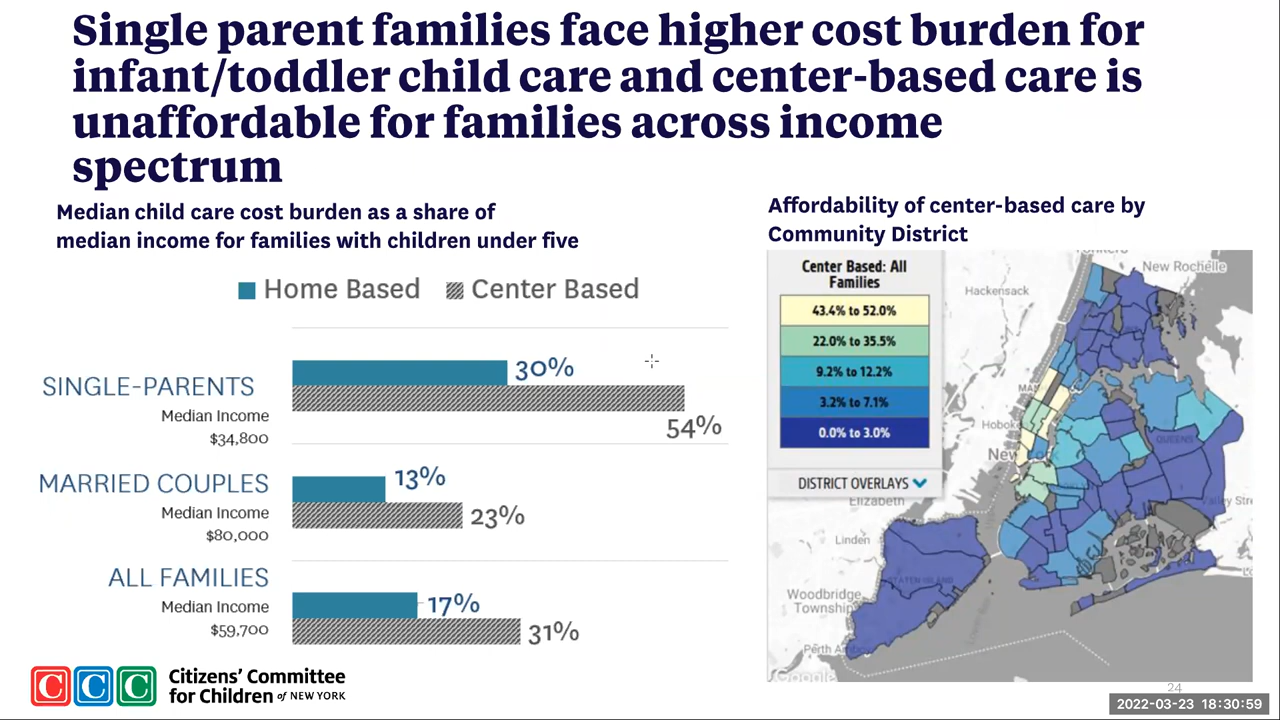 Single parent families face higher cost burden for
infant/toddler child care and center-based care is
unaffordable for families across income
spectrum
Median child care cost burden as a share of
median income for families with children under five
Home Based
Center Based
SINGLE-PARENTS
Median Income
$34,800
30%
54%
MARRIED COUPLES
Median Income
$80,000
13%
23%
ALL FAMILIES
Median Income
$59,700
17%
31%
Affordability of center-based care by
Community District
Center Based: All
Families
43.4% to 52.0%
22.0% to 35.5%
9.2% to 12.2%
3.2% to 7.1%
0.0% to 3.0%
DISTRICT OVERLAYS
New Rochelle
Hackensack
QUEENS
Elizabeth
Linden
STATEN ISLAND
Woodbridge
Township
CCC
Citizens' Committee
for Children of NEW YORK
24
2022-03-23 18:30:59